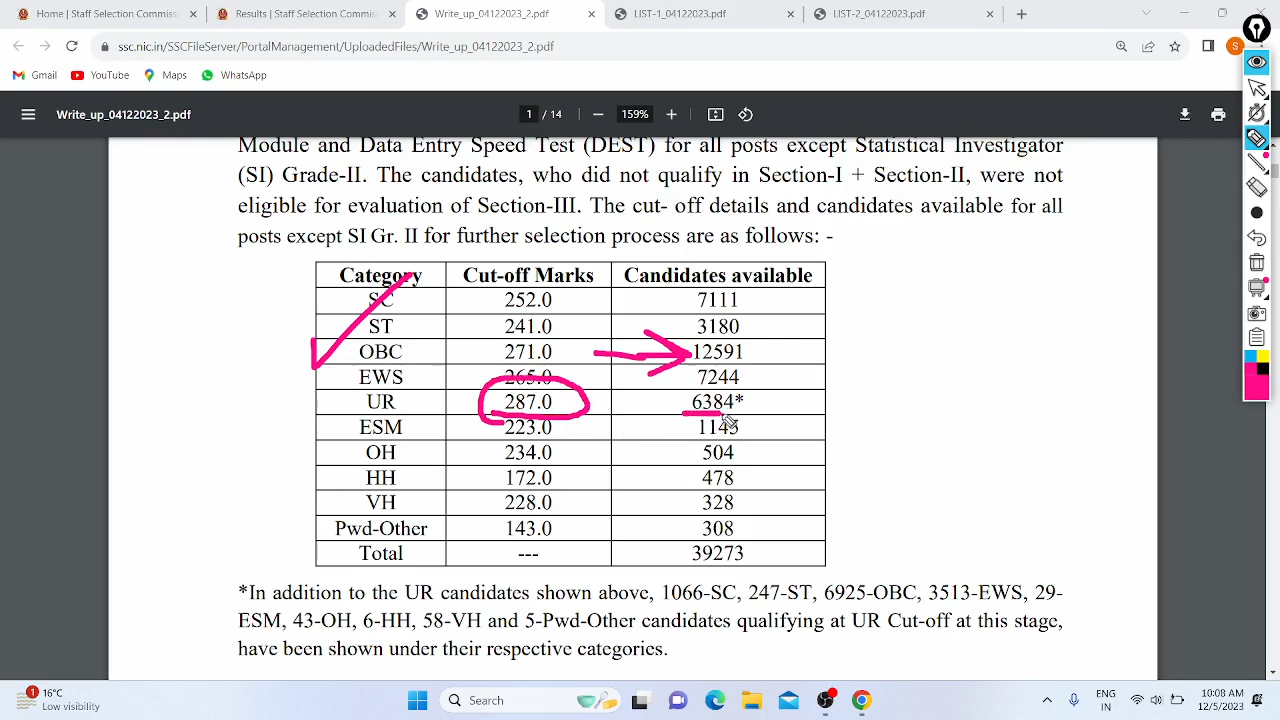 Home | Staff Selection Commissi
Results | Staff Selection Commiss
Write_up_04122023_2.pdf
LIST-1_04122023.pdf
LIST-2_04122023.pdf
ssc.nic.in/SSCFileServer/PortalManagement/UploadedFiles/Write_up_04122023_2.p
S
Gmail
YouTube
Maps
WhatsApp
Write_up_04122023_2.pdf
1 / 14
159%
Module and Data Entry Speed Test (DEST) for all posts except Statistical Investigator
(SI) Grade-II. The candidates, who did not qualify in Section-I + Section-II, were not
eligible for evaluation of Section-III. The cut- off details and candidates available for all
posts except SI Gr. II for further selection process are as follows: -
Category Cut-off Marks Candidates available
SC 252.0 7111
ST 241.0 3180
OBC 271.0 12591
EWS 265.0 7244
UR 287.0 6384*
ESM 223.0 1145
OH 234.0 504
HH 172.0 478
VH 228.0 328
Pwd-Other 143.0 308
Total --- 39273
*In addition to the UR candidates shown above, 1066-SC, 247-ST, 6925-OBC, 3513-EWS, 29-
ESM, 43-OH, 6-HH, 58-VH and 5-Pwd-Other candidates qualifying at UR Cut-off at this stage,
have been shown under their respective categories.
1
16°C
Low visibility
Search
ENG
IN
10:08 AM
12/5/2023